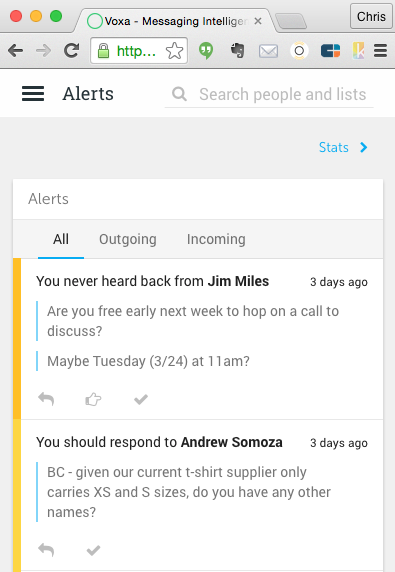 Voxa - Messaging Intelligen
Chris
http...
Alerts
Search people and lists
Stats
Alerts
All
Outgoing
Incoming
You never heard back from Jim Miles
3 days ago
Are you free early next week to hop on a call to
discuss?
Maybe Tuesday (3/24) at 11am?
You should respond to Andrew Somoza
3 days ago
BC - given our current t-shirt supplier only
carries XS and S sizes, do you have any other
names?